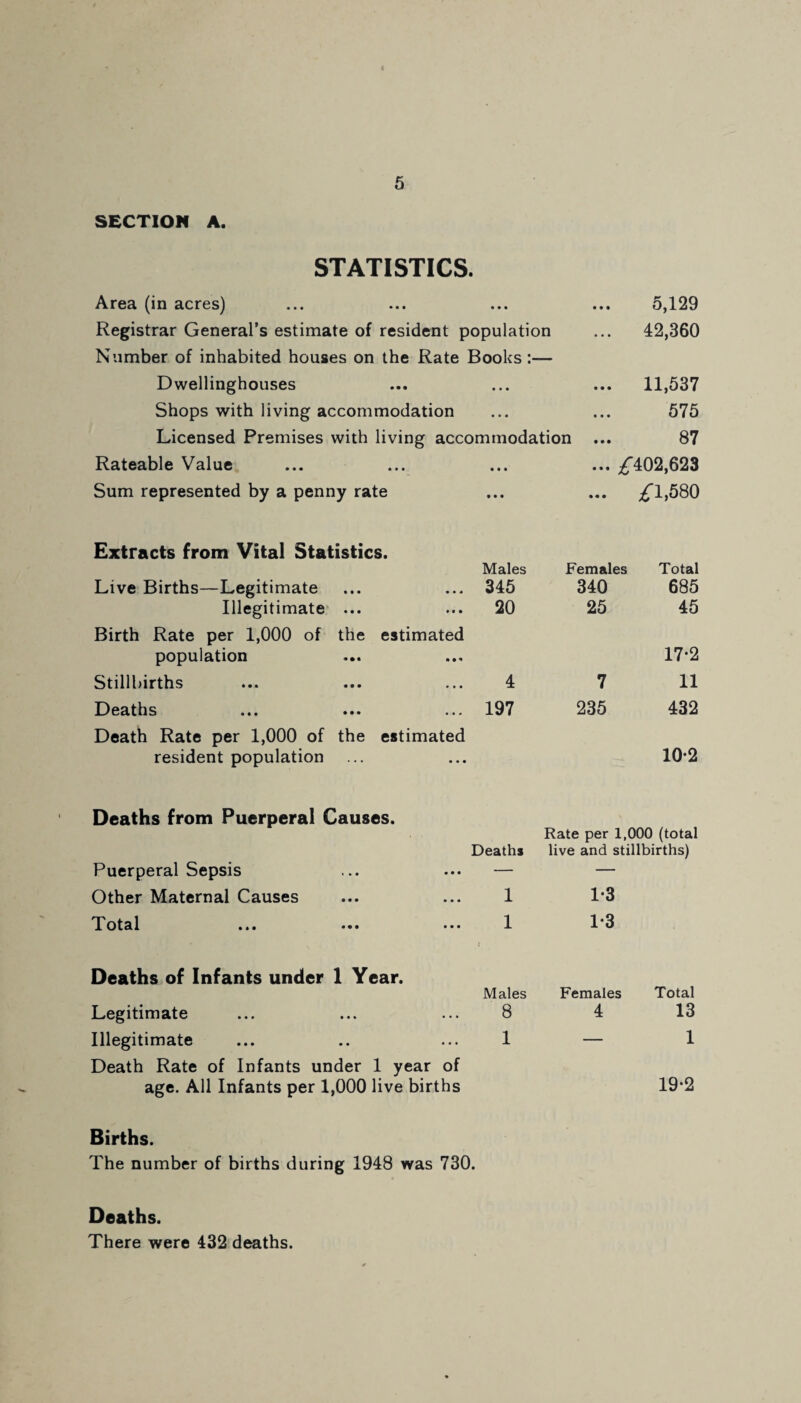 5
SECTION A.
STATISTICS.
Area (in acres) ... ... ... ... 5,129
Registrar General's estimate of resident population ... 42,360
Number of inhabited houses on the Rate Books:—
Dwellinghouses ... ... ... 11,537
Shops with living accommodation ... ... 575
Licensed Premises with living accommodation ... 87
Rateable Value ... ... ... ... £402,623
Sum represented by a penny rate ... ... £1,580
Extracts from Vital Statistics.
Males Females Total
Live Births—Legitimate ... ... 345 340 685
Illegitimate ... ... 20 25 45
Birth Rate per 1,000 of the estimated
population ... ... 17·2
Stillbirths ... ... ... 4 7 11
Deaths ... ... ... 197 235 432
Death Rate per 1,000 of the estimated
resident population ... ... 10·2
Deaths from Puerperal Causes.
Rate per 1,000 (total
Deaths live and stillbirths)
Puerperal Sepsis ... ... — —
Other Maternal Causes ... ... 1 1·3
Total ... ... ... 1 1·3
Deaths of Infants under 1 Year.
Males Females Total
Legitimate ... ... ... 8 4 13
Illegitimate ... .. ... 1 — 1
Death Rate of Infants under 1 year of
age. All Infants per 1,000 live births 19·2
Births.
The number of births during 1948 was 730.
Deaths.
There were 432 deaths.